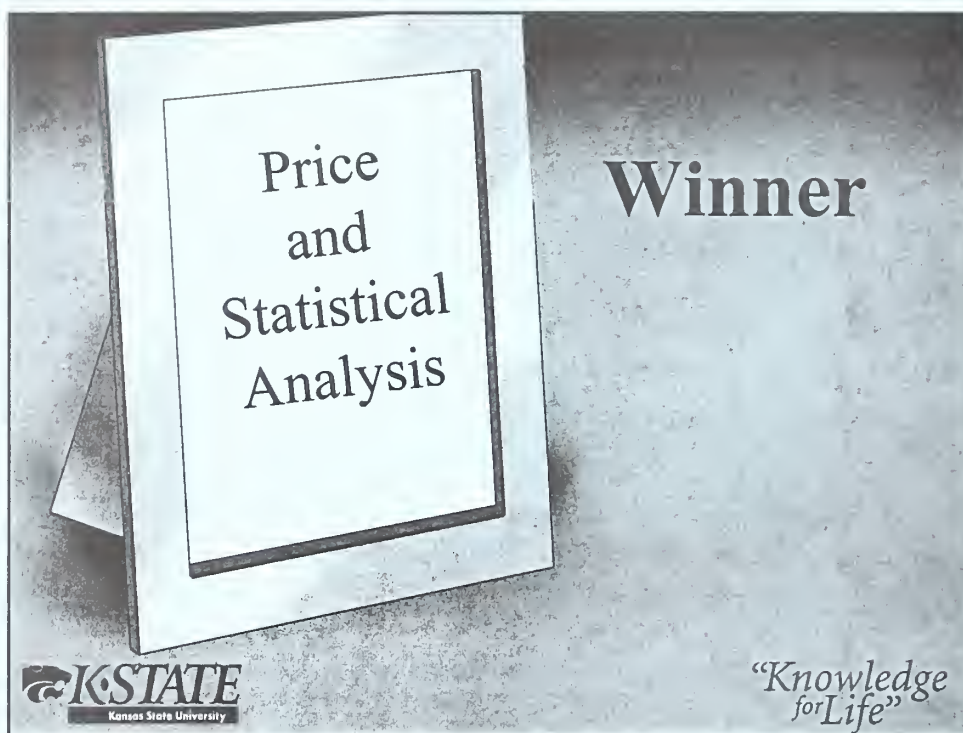 Price
and
Statistical
Analysis
Winner
K·STATE
Kansas State University
"Knowledge
for Life"